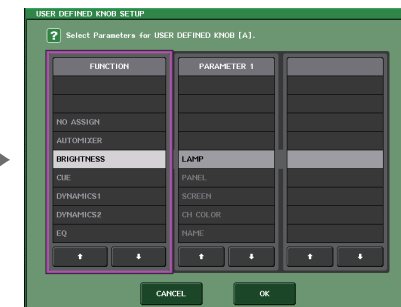 USER DEFINED KNOB SETUP
? Select Parameters for USER DEFINED KNOB [A].
FUNCTION
NO ASSIGN
AUTOMIXER
BRIGHTNESS
CUE
DYNAMICS1
DYNAMICS2
EQ
PARAMETER 1
LAMP
PANEL
SCREEN
CH COLOR
NAME
CANCEL
OK